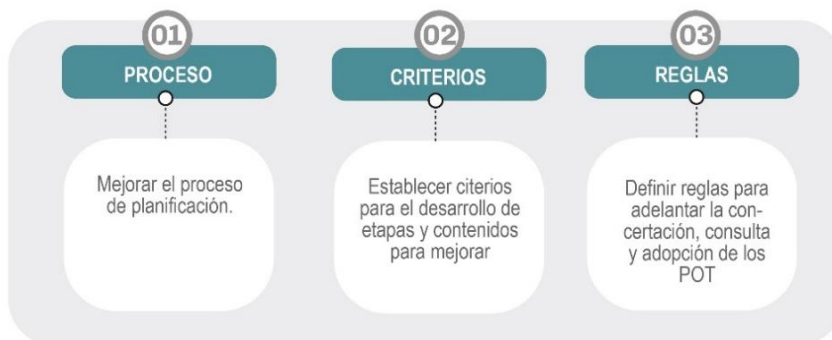 01
PROCESO
Mejorar el proceso
de planificación.
02
CRITERIOS
Establecer citerios
para el desarrollo de
etapas y contenidos
para mejorar
03
REGLAS
Definir reglas para
adelantar la con-
certación, consulta
y adopción de los
POT